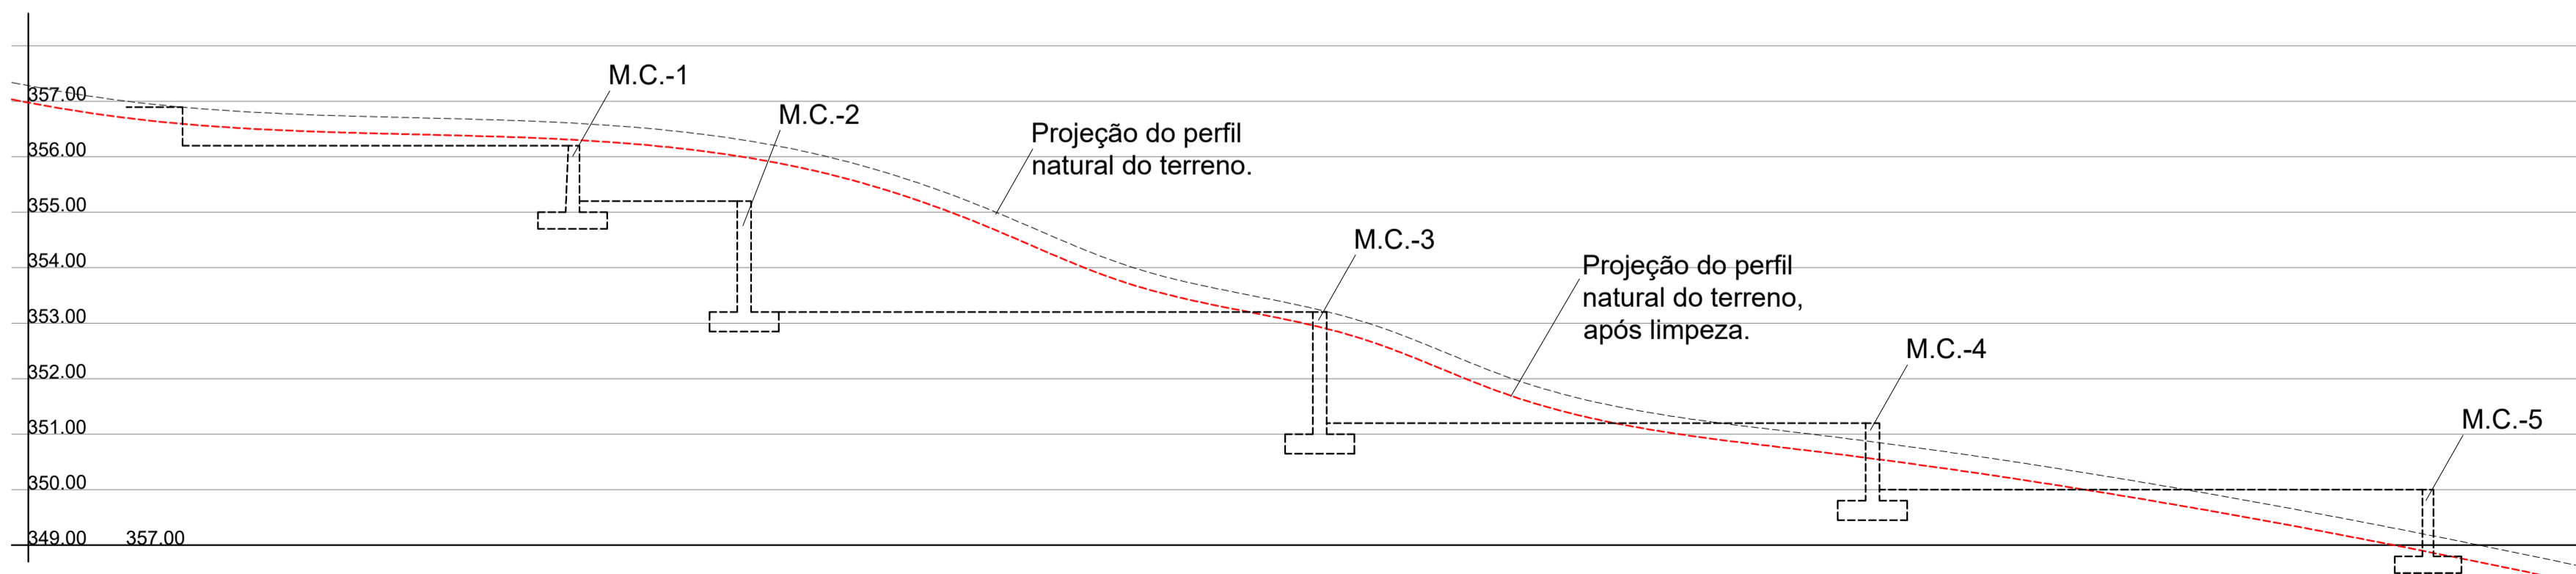 M.C.-1
357.00
M.C.-2
Projeção do perfil
natural do terreno.
356.00
355.00
M.C.-3
354.00
Projeção do perfil
natural do terreno,
após limpeza.
353.00
M.C.-4
352.00
M.C.-5
351.00
350.00
349.00 357.00